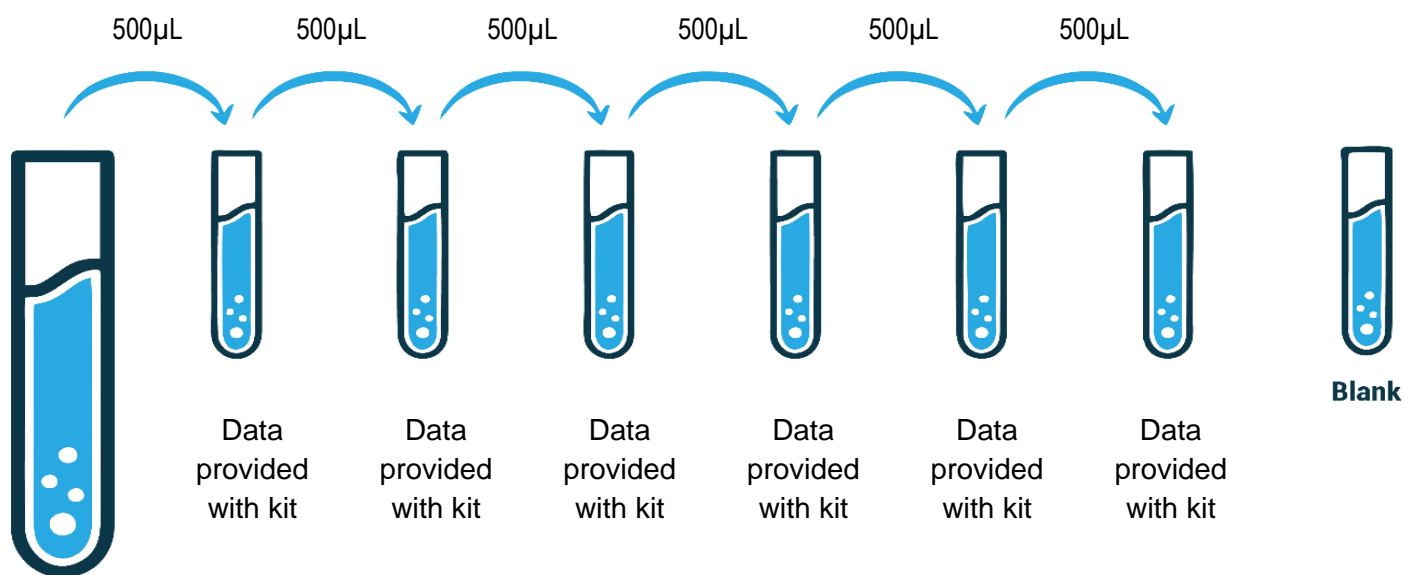 500µL 500µL 500µL 500µL 500µL 500µL
Blank
Data Data Data Data Data Data
provided provided provided provided provided provided
with kit with kit with kit with kit with kit with kit